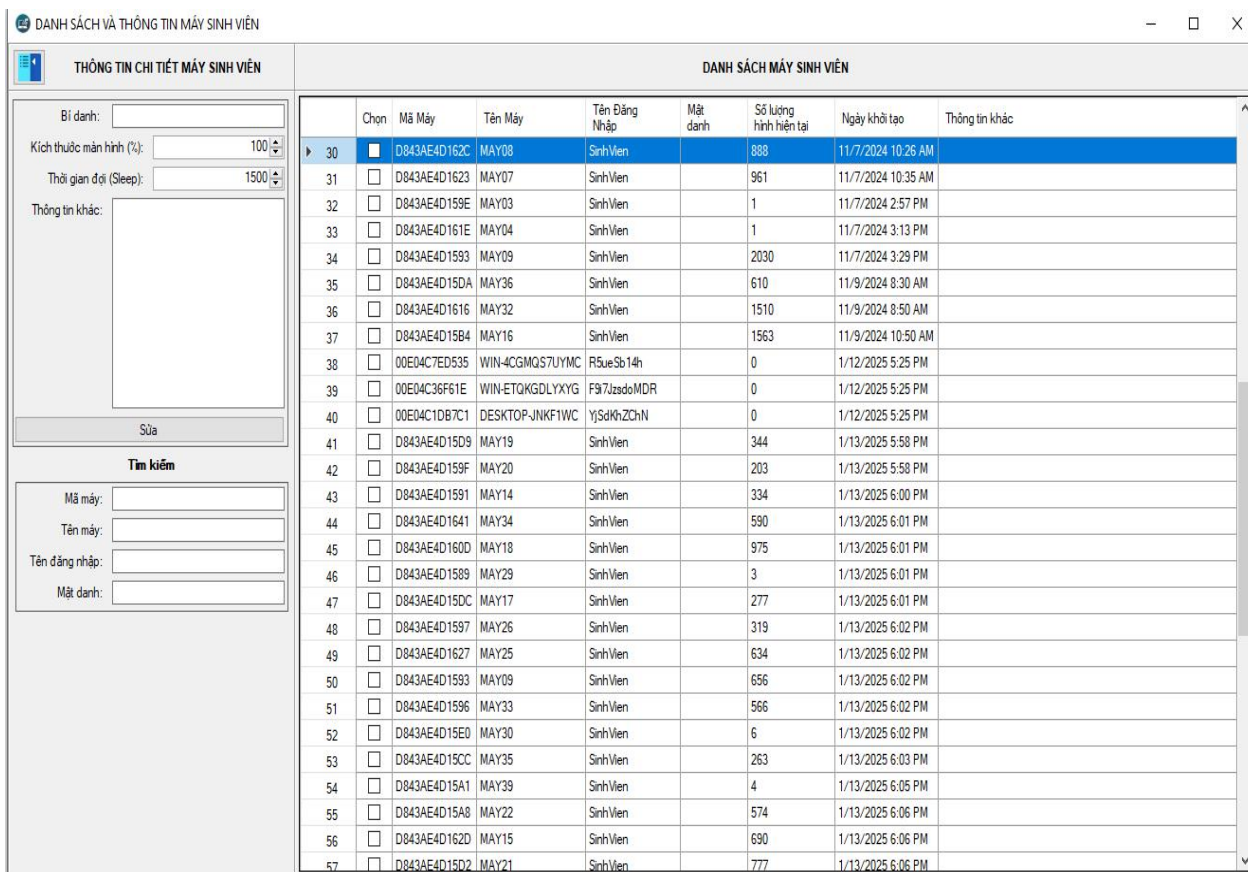 DANH SÁCH VÀ THÔNG TIN MÁY SINH VIÊN
THÔNG TIN CHI TIẾT MÁY SINH VIÊN
Bí danh:
Kích thước màn hình (%): 100
Thời gian đợi (Sleep): 1500
Thông tin khác:
Sửa
Tìm kiếm
Mã máy:
Tên máy:
Tên đăng nhập:
Mật danh:
DANH SÁCH MÁY SINH VIÊN
Chọn Mã Máy Tên Máy Tên Đăng Nhập Mật danh Số lượng hình hiện tại Ngày khởi tạo Thông tin khác
30 D843AE4D162C MAY08 SinhVien 888 11/7/2024 10:26 AM
31 D843AE4D1623 MAY07 SinhVien 961 11/7/2024 10:35 AM
32 D843AE4D159E MAY03 SinhVien 1 11/7/2024 2:57 PM
33 D843AE4D161E MAY04 SinhVien 1 11/7/2024 3:13 PM
34 D843AE4D1593 MAY09 SinhVien 2030 11/7/2024 3:29 PM
35 D843AE4D15DA MAY36 SinhVien 610 11/9/2024 8:30 AM
36 D843AE4D1616 MAY32 SinhVien 1510 11/9/2024 8:50 AM
37 D843AE4D15B4 MAY16 SinhVien 1563 11/9/2024 10:50 AM
38 00E04C7ED535 WIN-4CGMQS7UYMC R5ueSb14h 0 1/12/2025 5:25 PM
39 00E04C36F61E WIN-ETQKGDLYXYG F9i7JzsdoMDR 0 1/12/2025 5:25 PM
40 00E04C1DB7C1 DESKTOP-JNKF1WC YjSdKhZChN 0 1/12/2025 5:25 PM
41 D843AE4D15D9 MAY19 SinhVien 344 1/13/2025 5:58 PM
42 D843AE4D159F MAY20 SinhVien 203 1/13/2025 5:58 PM
43 D843AE4D1591 MAY14 SinhVien 334 1/13/2025 6:00 PM
44 D843AE4D1641 MAY34 SinhVien 590 1/13/2025 6:01 PM
45 D843AE4D160D MAY18 SinhVien 975 1/13/2025 6:01 PM
46 D843AE4D1589 MAY29 SinhVien 3 1/13/2025 6:01 PM
47 D843AE4D15DC MAY17 SinhVien 277 1/13/2025 6:01 PM
48 D843AE4D1597 MAY26 SinhVien 319 1/13/2025 6:02 PM
49 D843AE4D1627 MAY25 SinhVien 634 1/13/2025 6:02 PM
50 D843AE4D1593 MAY09 SinhVien 656 1/13/2025 6:02 PM
51 D843AE4D1596 MAY33 SinhVien 566 1/13/2025 6:02 PM
52 D843AE4D15E0 MAY30 SinhVien 6 1/13/2025 6:02 PM
53 D843AE4D15CC MAY35 SinhVien 263 1/13/2025 6:03 PM
54 D843AE4D15A1 MAY39 SinhVien 4 1/13/2025 6:05 PM
55 D843AE4D15A8 MAY22 SinhVien 574 1/13/2025 6:06 PM
56 D843AE4D162D MAY15 SinhVien 690 1/13/2025 6:06 PM
57 D843AE4D15D2 MAY21 SinhVien 777 1/13/2025 6:06 PM